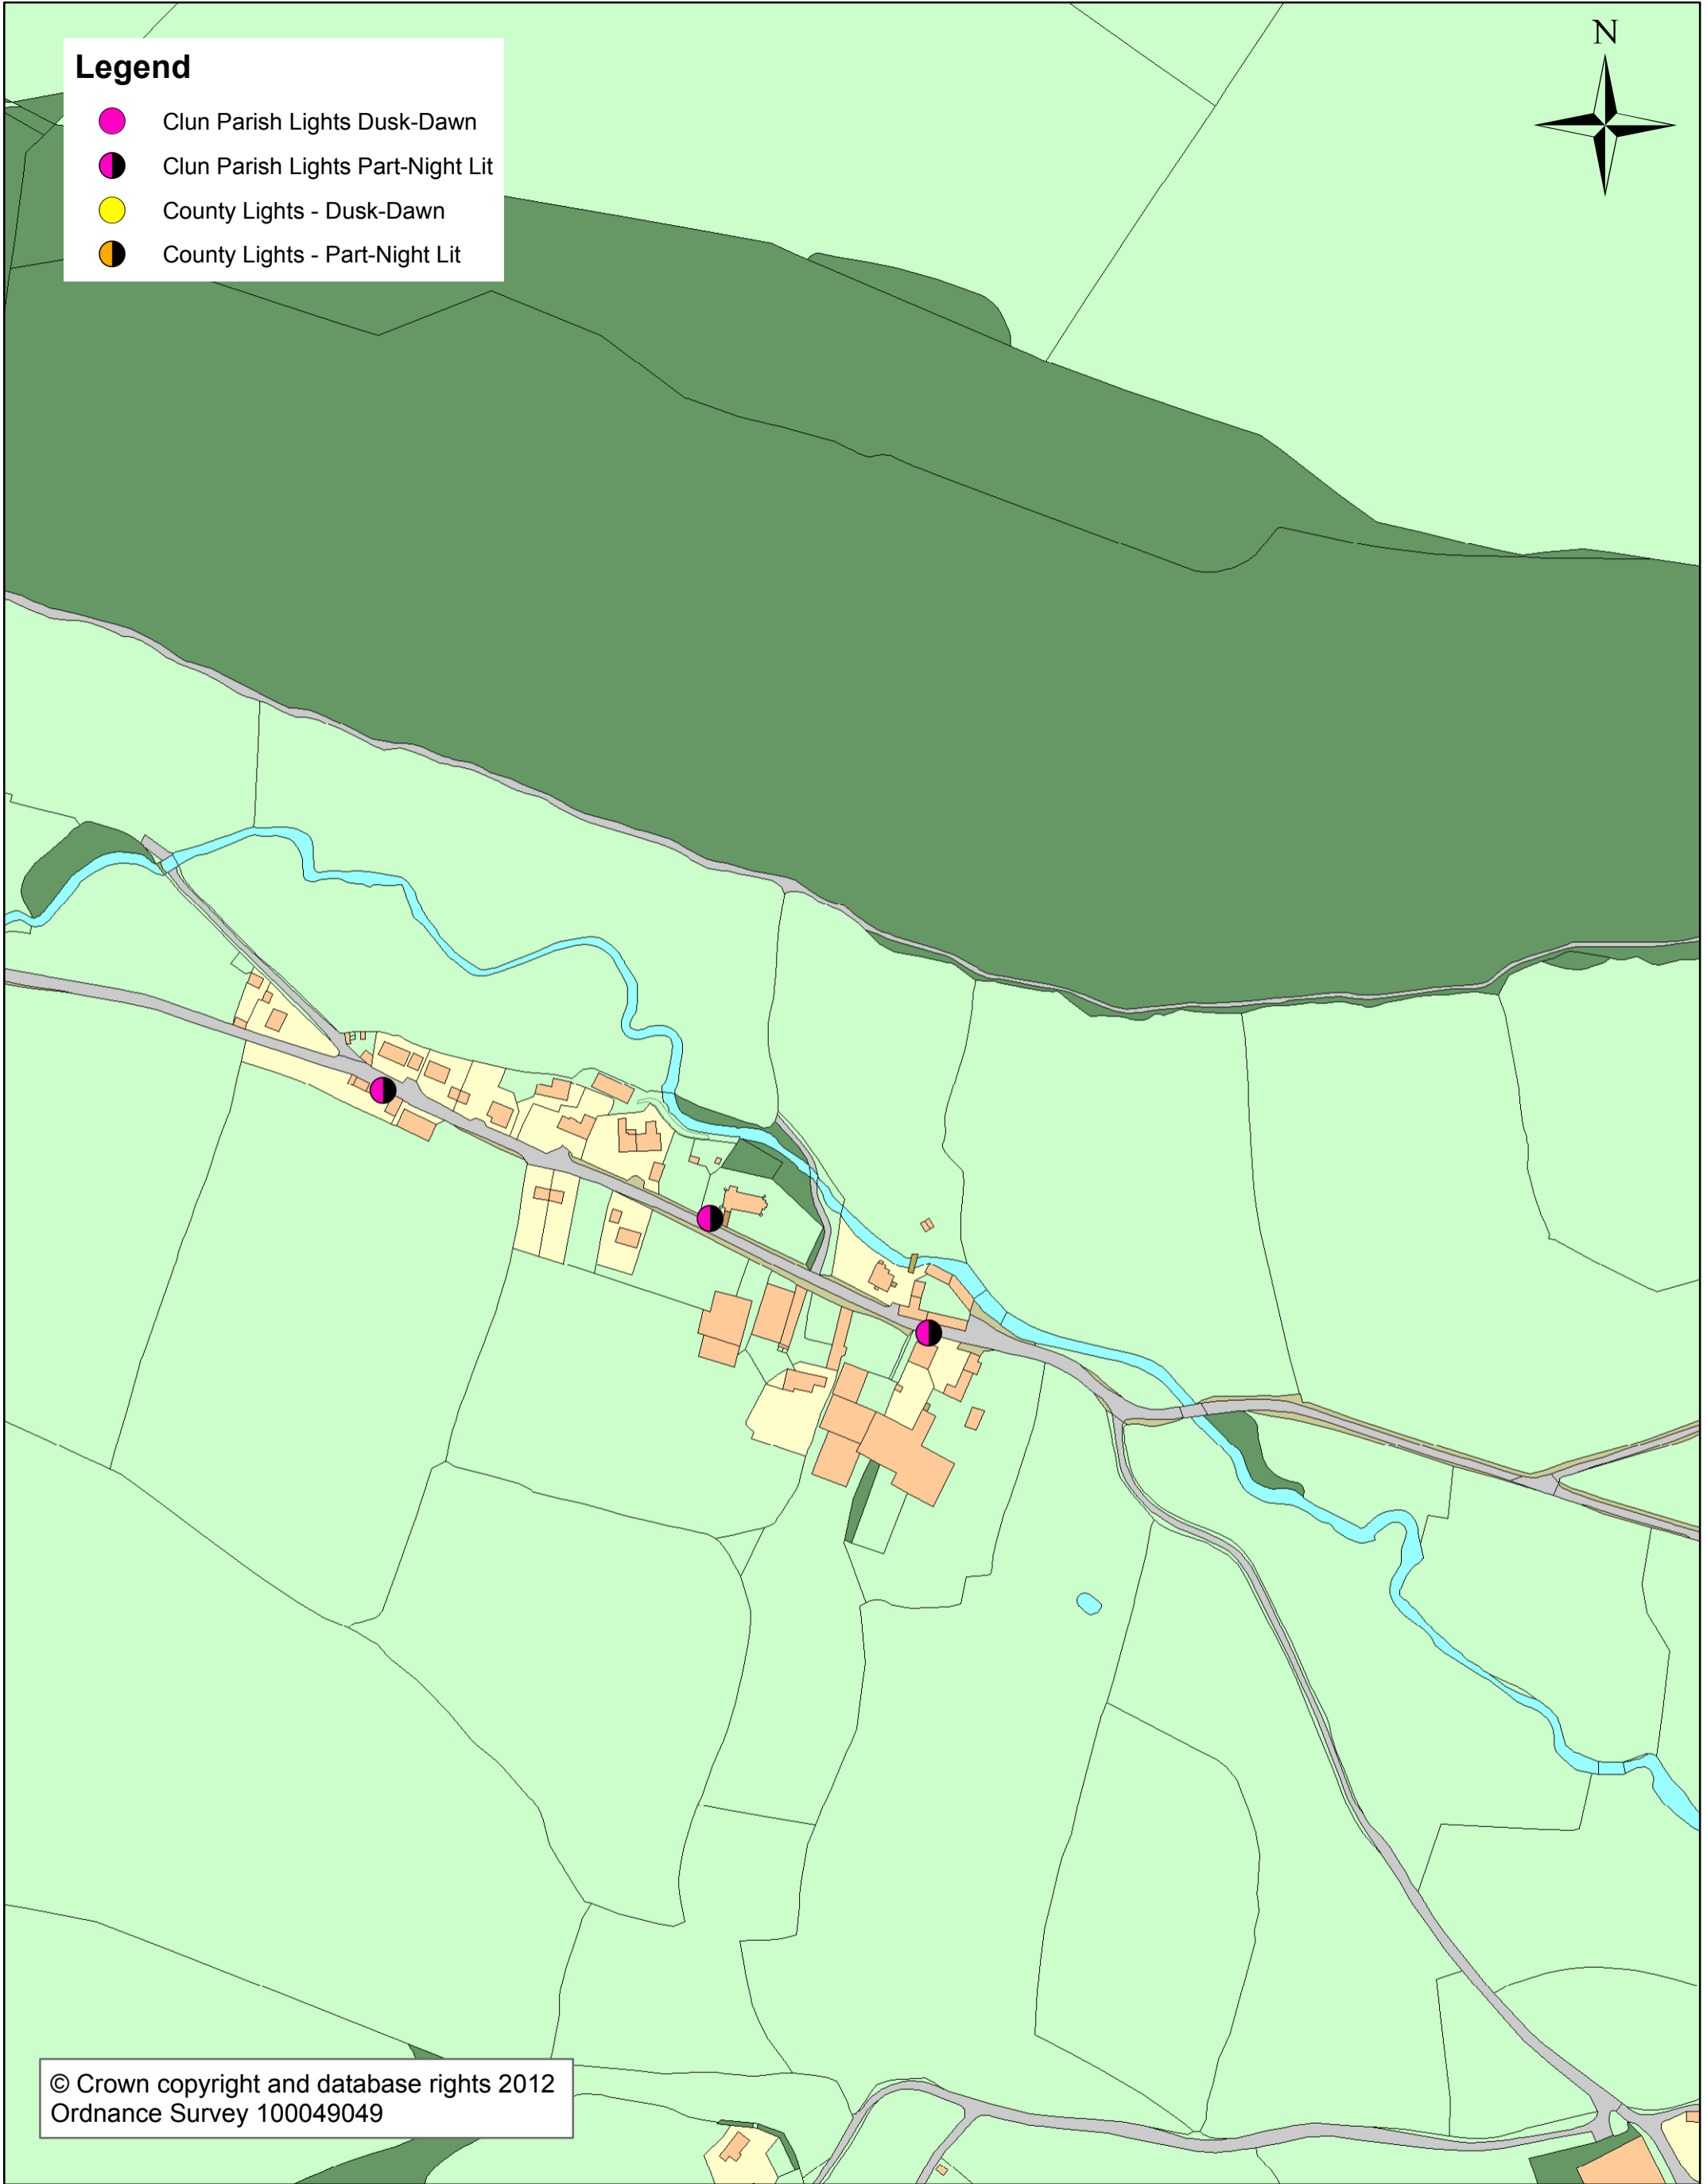 Legend
Clun Parish Lights Dusk-Dawn
Clun Parish Lights Part-Night Lit
County Lights - Dusk-Dawn
County Lights - Part-Night Lit
N
© Crown copyright and database rights 2012
Ordnance Survey 100049049